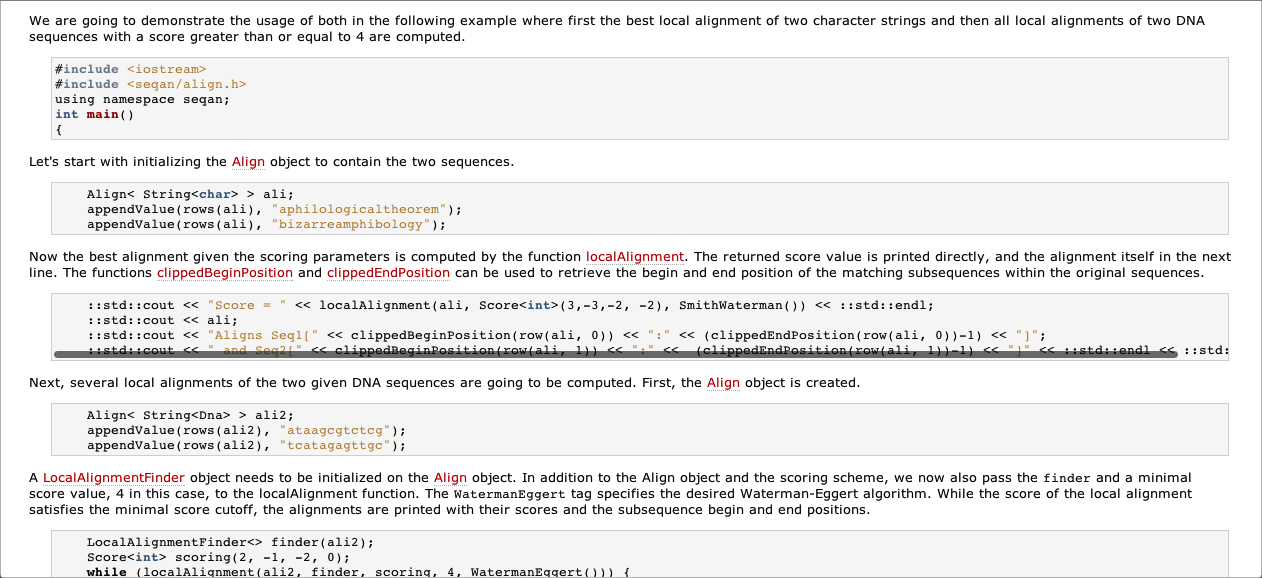 We are going to demonstrate the usage of both in the following example where first the best local alignment of two character strings and then all local alignments of two DNA
sequences with a score greater than or equal to 4 are computed.
#include <iostream>
#include <seqan/align.h>
using namespace seqan;
int main()
{
Let's start with initializing the Align object to contain the two sequences.
Align< String<char> > ali;
appendValue(rows(ali), "aphilologicaltheorem");
appendValue(rows(ali), "bizarreamphibology");
Now the best alignment given the scoring parameters is computed by the function localAlignment. The returned score value is printed directly, and the alignment itself in the next
line. The functions clippedBeginPosition and clippedEndPosition can be used to retrieve the begin and end position of the matching subsequences within the original sequences.
::std::cout << "Score = " << localAlignment(ali, Score<int>(3,-3,-2, -2), SmithWaterman()) << ::std::endl;
::std::cout << ali;
::std::cout << "Aligns Seq1[" << clippedBeginPosition(row(ali, 0)) << ":" << (clippedEndPosition(row(ali, 0))-1) << "]";
::std::cout << " and Seq2[" << clippedBeginPosition(row(ali, 1)) << ":" <<  (clippedEndPosition(row(ali, 1))-1) << "]" << ::std::endl << ::std:
Next, several local alignments of the two given DNA sequences are going to be computed. First, the Align object is created.
Align< String<Dna> > ali2;
appendValue(rows(ali2), "ataagcgtctcg");
appendValue(rows(ali2), "tcatagagttgc");
A LocalAlignmentFinder object needs to be initialized on the Align object. In addition to the Align object and the scoring scheme, we now also pass the finder and a minimal
score value, 4 in this case, to the localAlignment function. The WatermanEggert tag specifies the desired Waterman-Eggert algorithm. While the score of the local alignment
satisfies the minimal score cutoff, the alignments are printed with their scores and the subsequence begin and end positions.
LocalAlignmentFinder<> finder(ali2);
Score<int> scoring(2, -1, -2, 0);
while (localAlignment(ali2, finder, scoring, 4, WatermanEggert())) {